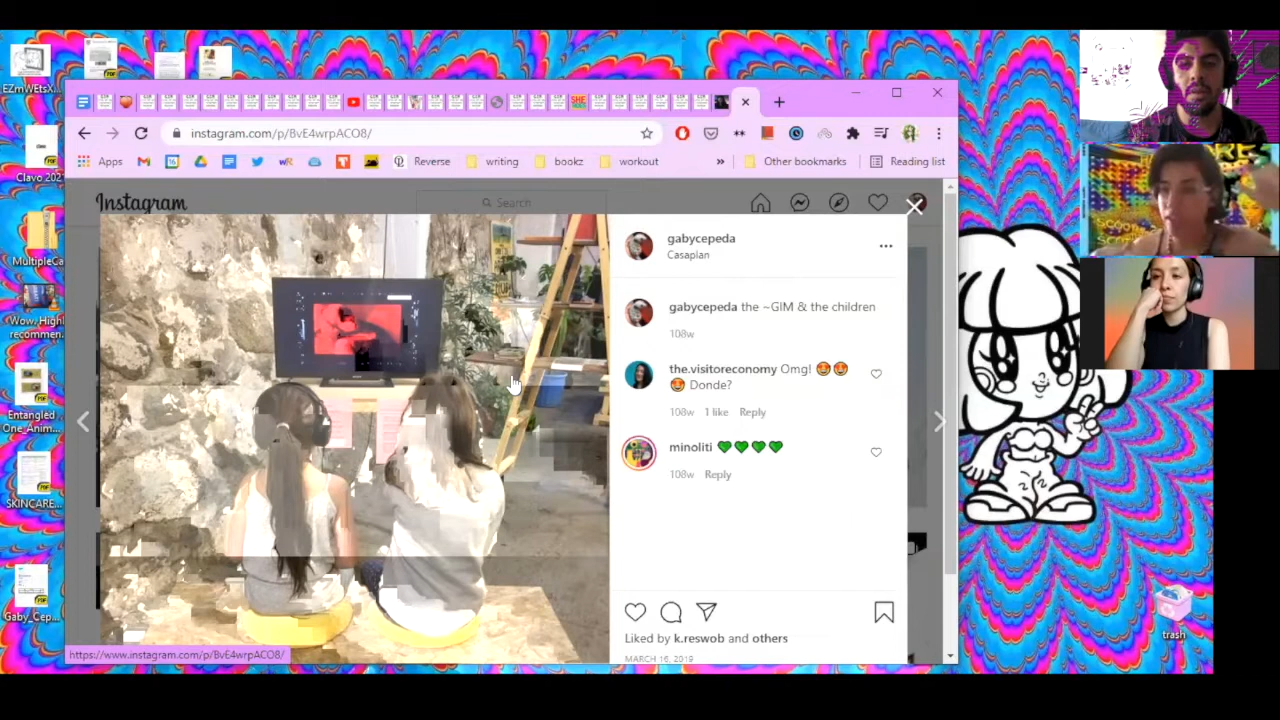 EZmWEtsX...
Clavo 202
MultipleCa
Wow. High
recommen...
Entangled
One_Anim...
SKINCARE...
Gaby_Cep...
PDF
instagram.com/p/BvE4wrpACO8/
Apps
Reverse
writing
bookz
workout
»
Other bookmarks
Reading list
SHE
Instagram
Search
gabycepeda
Casaplan
gabycepeda the ~GIM & the children
108w
the.visitoreconomy Omg! 🤩🤩
🤩 Donde?
108w 1 like Reply
minoliti 💚💚💚💚
108w Reply
Liked by k.reswob and others
MARCH 16, 2019
https://www.instagram.com/p/BvE4wrpACO8/
trash